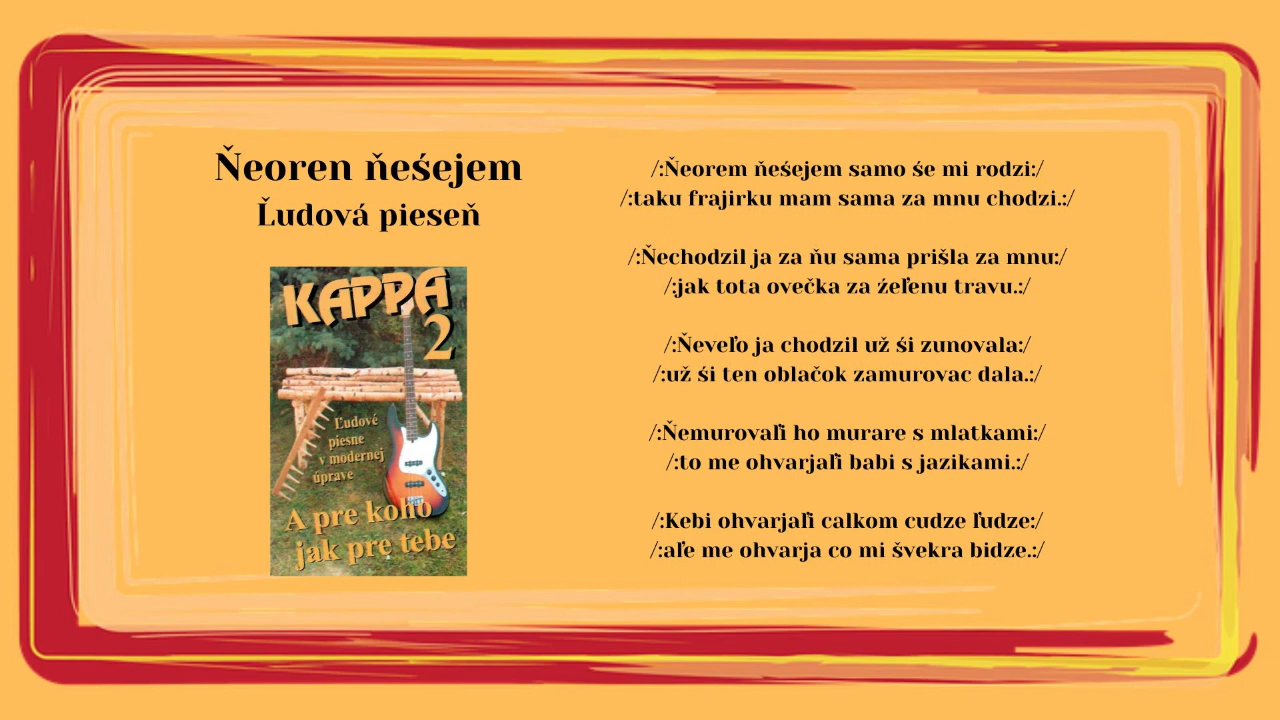 Ňeoren ňeśejem
Ľudová pieseň
KAPPA
2
Ľudové
piesne
v modernej
úprave
A pre koho
jak pre tebe
/:Ňeorem ňeśejem samo śe mi rodzi:/
/:taku frajirku mam sama za mnu chodzi.:/
/:Ňechodzil ja za ňu sama prišla za mnu:/
/:jak tota ovečka za źeľenu travu.:/
/:Ňeveľo ja chodzil už śi zunovala:/
/:už śi ten oblačok zamurovac dala.:/
/:Ňemurovaľi ho murare s mlatkami:/
/:to me ohvarjaľi babi s jazikami.:/
/:Kebi ohvarjaľi calkom cudze ľudze:/
/:aľe me ohvarja co mi švekra bidze.:/